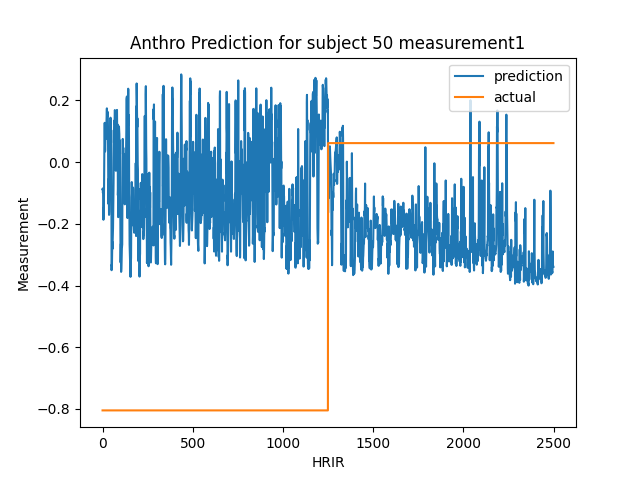 Anthro Prediction for subject 50 measurement1
prediction
actual
0.2
0.0
−0.2
−0.4
−0.6
−0.8
Measurement
0
500
1000
1500
2000
2500
HRIR